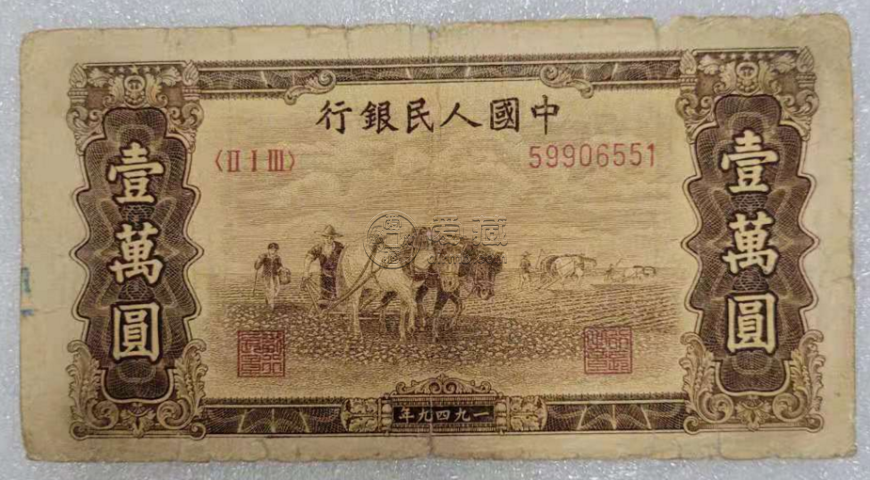 中國人民銀行
〈II I III〉
59906551
壹萬圓
壹萬圓
一九四九年